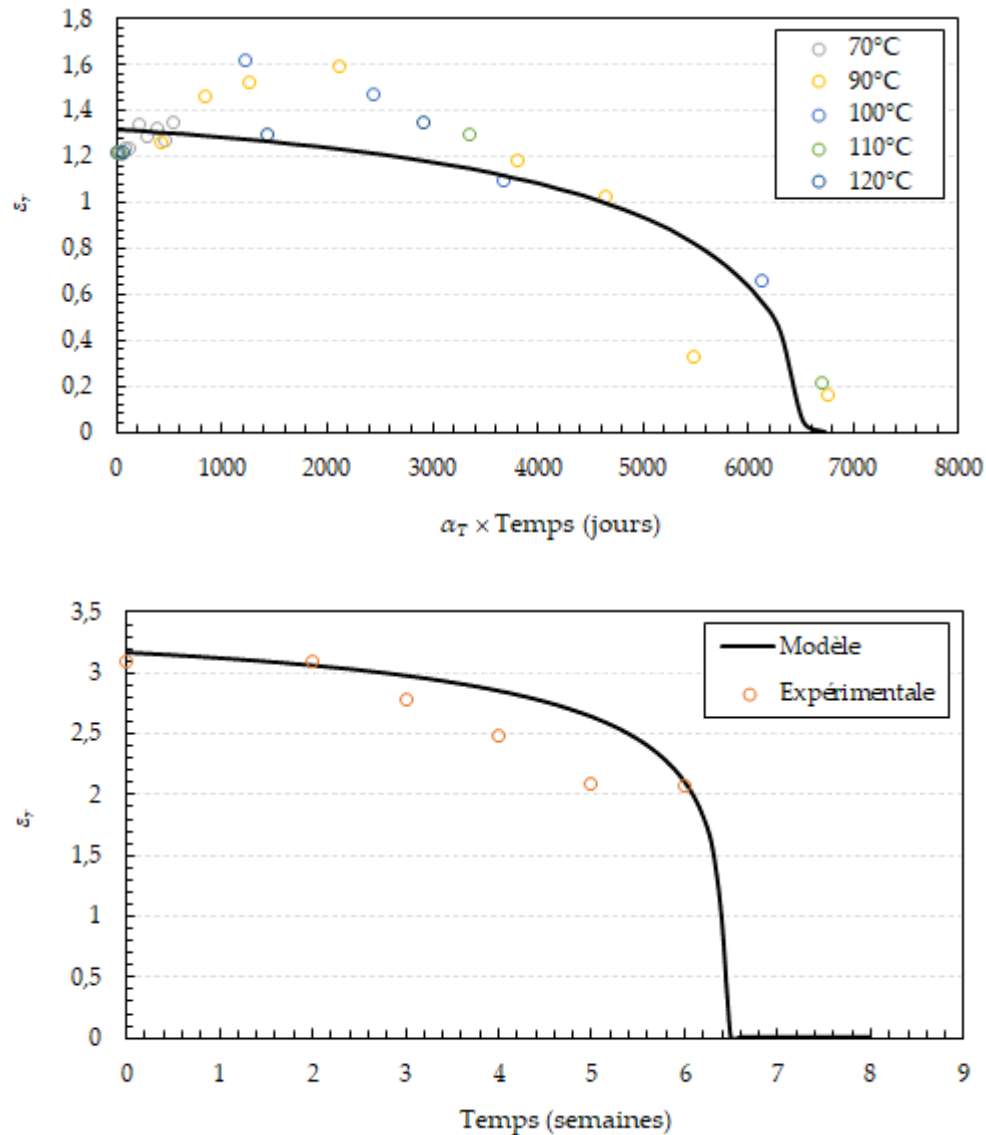 1,8
1,6
1,4
1,2
1
0,8
0,6
0,4
0,2
0
εᵣ
70°C
90°C
100°C
110°C
120°C
0 1000 2000 3000 4000 5000 6000 7000 8000
α_T × Temps (jours)
3,5
3
2,5
2
1,5
1
0,5
0
εᵣ
Modèle
Expérimentale
0 1 2 3 4 5 6 7 8 9
Temps (semaines)